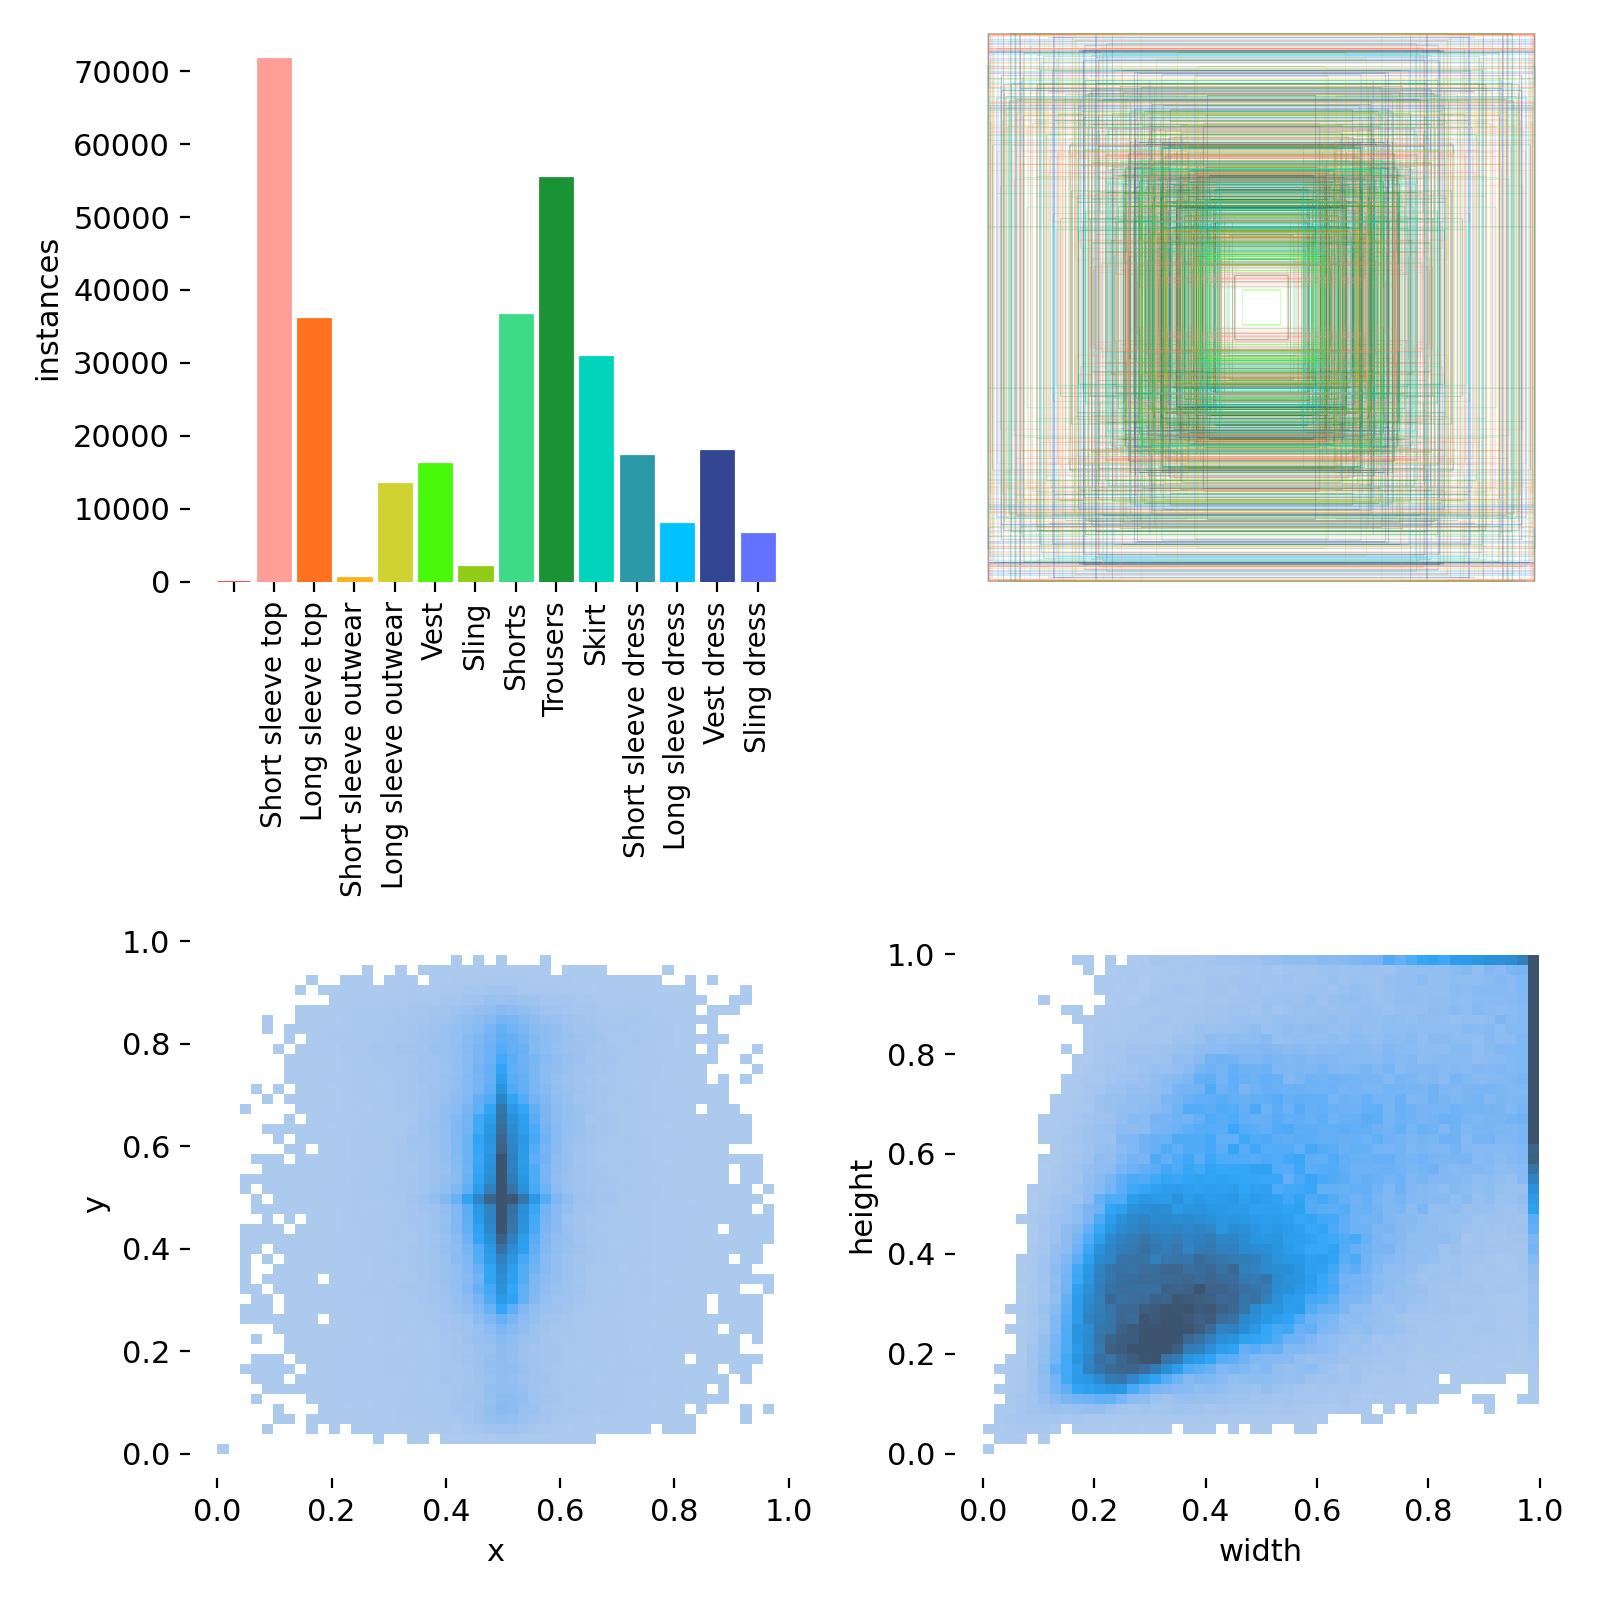 70000
60000
50000
40000
30000
20000
10000
0
instances
Short sleeve top
Long sleeve top
Short sleeve outwear
Long sleeve outwear
Vest
Sling
Shorts
Trousers
Skirt
Short sleeve dress
Long sleeve dress
Vest dress
Sling dress
1.0
0.8
0.6
0.4
0.2
0.0
y
0.0 0.2 0.4 0.6 0.8 1.0
x
1.0
0.8
0.6
0.4
0.2
0.0
height
0.0 0.2 0.4 0.6 0.8 1.0
width